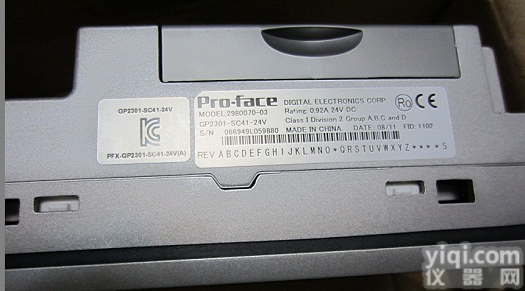 GP2301-SC41-24V
PFX-GP2301-SC41-24V(A)
Pro-face DIGITAL ELECTRONICS CORP.
MODEL:2980070-03 Rating: 0.92A 24V DC
GP2301-SC41-24V Class I Division 2 Group A,B,C and D
S/N 066949L059880 MADE IN CHINA DATE: 08/11 FID: 1102
REV A B C D E F G H I J K L M N O * Q R S T U V W X Y Z * * * * 5
CE
yiqi.com
仪器网